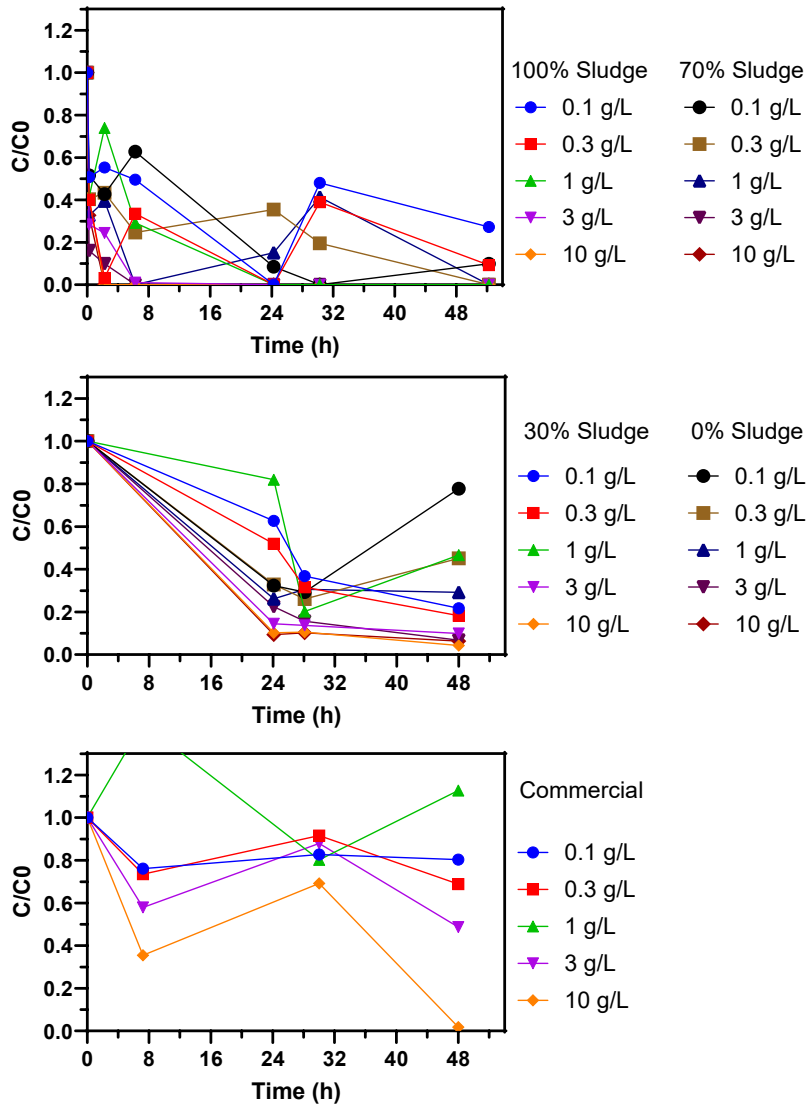 1.2
1.0
0.8
0.6
0.4
0.2
0.0
C/C0
0 8 16 24 32 40 48
Time (h)
100% Sludge 70% Sludge
0.1 g/L 0.1 g/L
0.3 g/L 0.3 g/L
1 g/L 1 g/L
3 g/L 3 g/L
10 g/L 10 g/L
1.2
1.0
0.8
0.6
0.4
0.2
0.0
C/C0
0 8 16 24 32 40 48
Time (h)
30% Sludge 0% Sludge
0.1 g/L 0.1 g/L
0.3 g/L 0.3 g/L
1 g/L 1 g/L
3 g/L 3 g/L
10 g/L 10 g/L
1.2
1.0
0.8
0.6
0.4
0.2
0.0
C/C0
0 8 16 24 32 40 48
Time (h)
Commercial
0.1 g/L
0.3 g/L
1 g/L
3 g/L
10 g/L